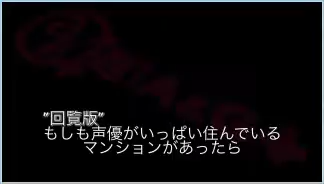 ”回覧版”
もしも声優がいっぱい住んでいる
マンションがあったら